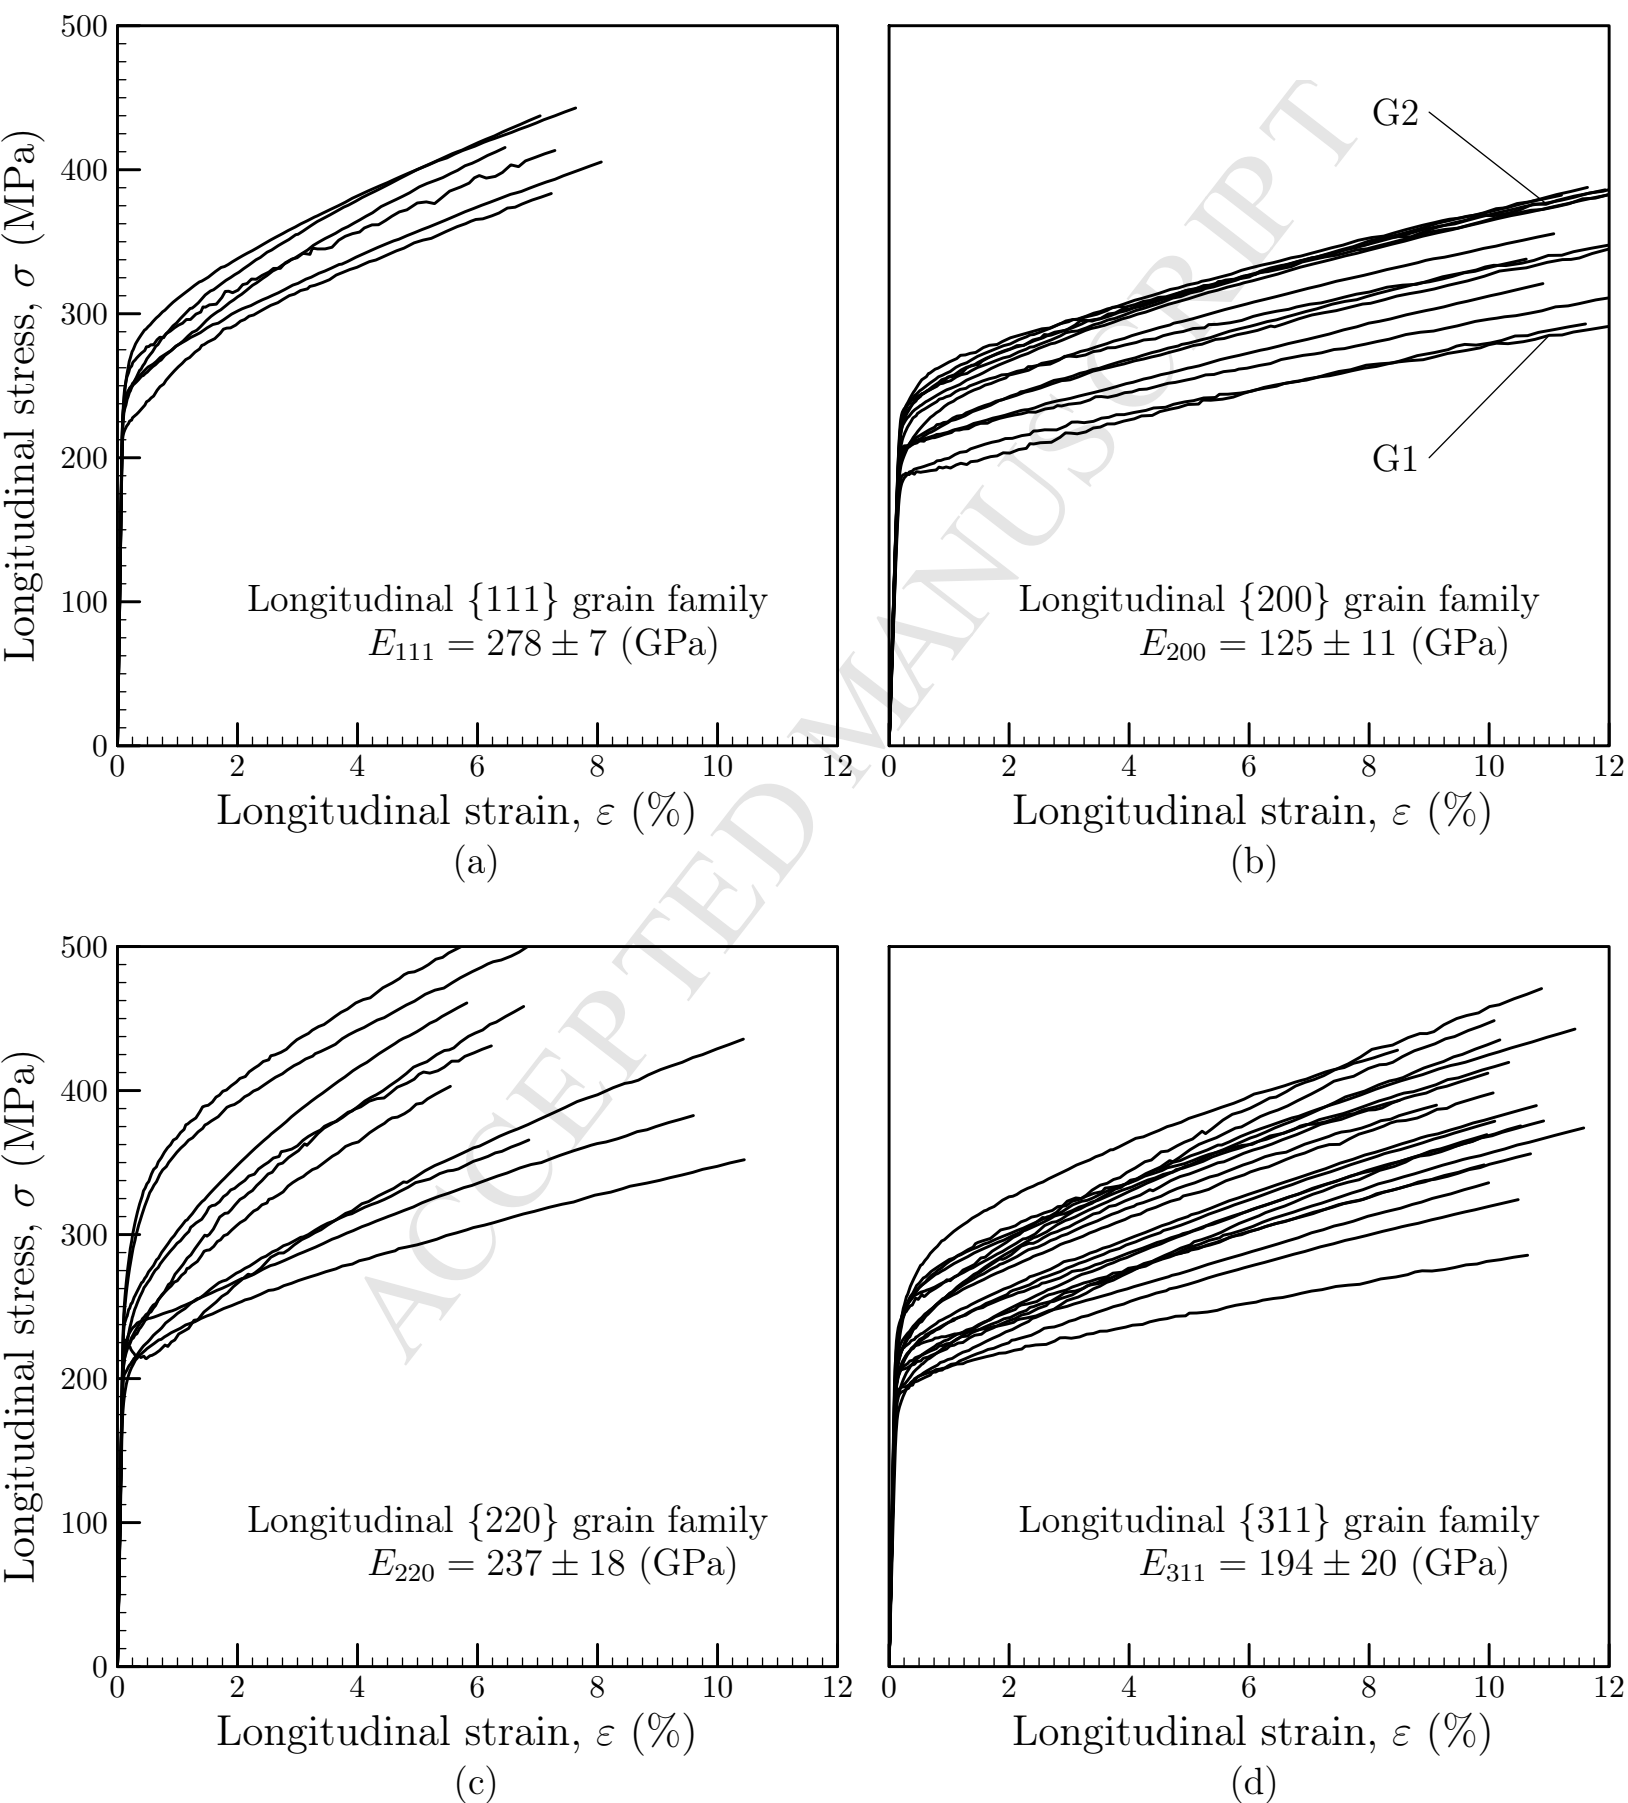 500
400
300
200
100
0
0 2 4 6 8 10 12
Longitudinal stress, σ (MPa)
Longitudinal {111} grain family
E₁₁₁ = 278 ± 7 (GPa)
Longitudinal strain, ε (%)
(a)
G2
G1
Longitudinal {200} grain family
E₂₀₀ = 125 ± 11 (GPa)
0 2 4 6 8 10 12
Longitudinal strain, ε (%)
(b)
500
400
300
200
100
0
0 2 4 6 8 10 12
Longitudinal stress, σ (MPa)
Longitudinal {220} grain family
E₂₂₀ = 237 ± 18 (GPa)
Longitudinal strain, ε (%)
(c)
Longitudinal {311} grain family
E₃₁₁ = 194 ± 20 (GPa)
0 2 4 6 8 10 12
Longitudinal strain, ε (%)
(d)
ACCEPTED MANUSCRIPT